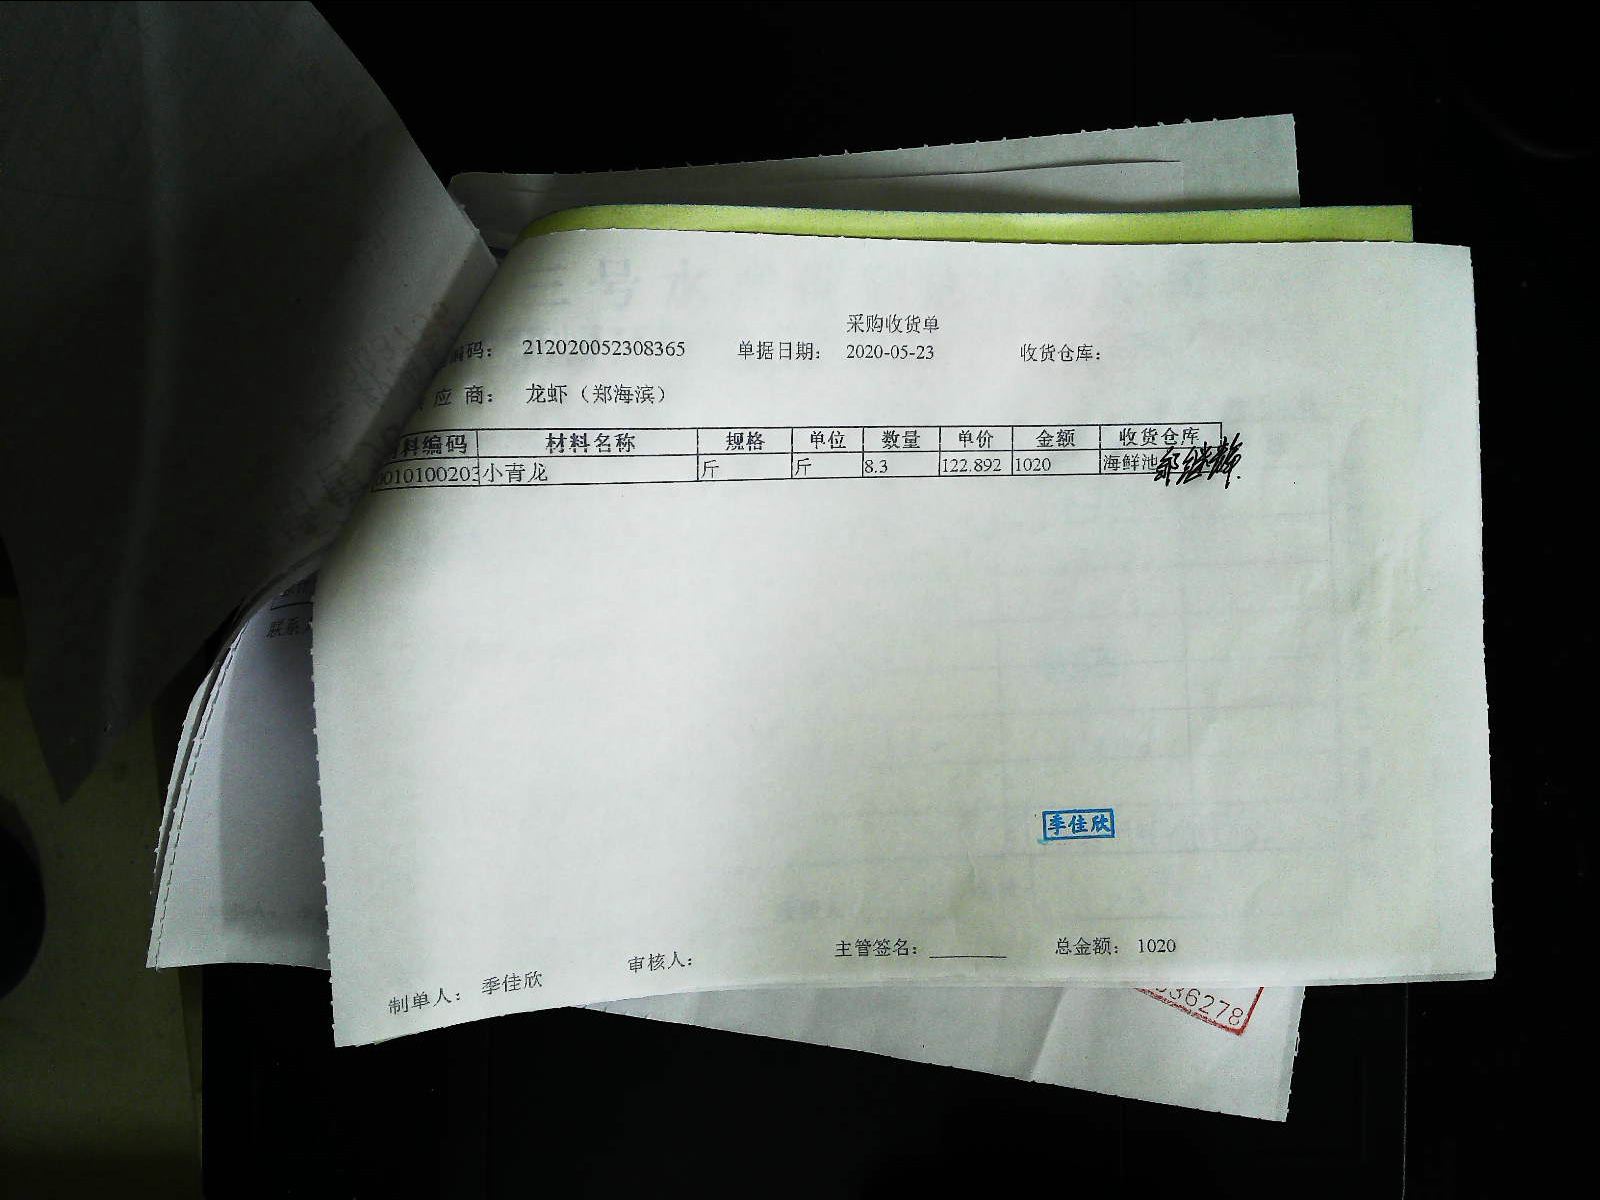 采购收货单
编码： 212020052308365 单据日期： 2020-05-23 收货仓库：
应 商： 龙虾（郑海滨）
料编码 材料名称 规格 单位 数量 单价 金额 收货仓库
0010100203 小青龙 斤 斤 8.3 122.892 1020 海鲜池
季佳欣
制单人： 季佳欣 审核人： 主管签名： 总金额： 1020
联系
36278